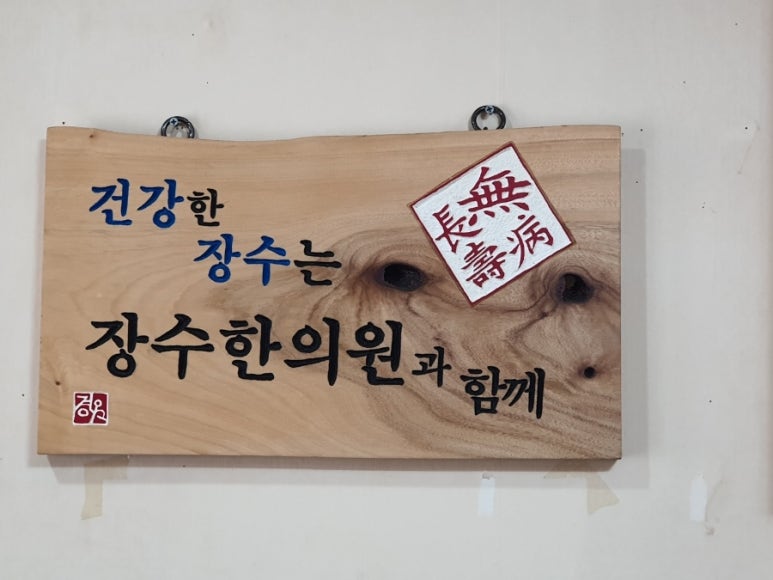 건강한
장수는
장수한의원과 함께
無病
長壽